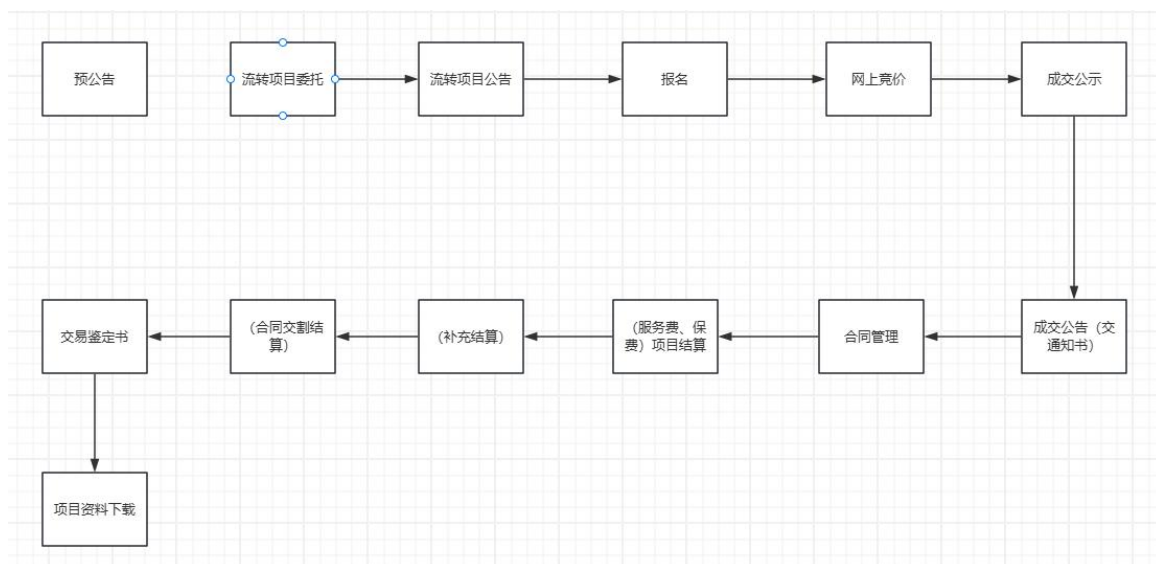 预公告
流转项目委托
流转项目公告
报名
网上竞价
成交公示
交易鉴定书
（合同交割结
算）
（补充结算）
（服务费、保
费）项目结算
合同管理
成交公告（交
通知书）
项目资料下载